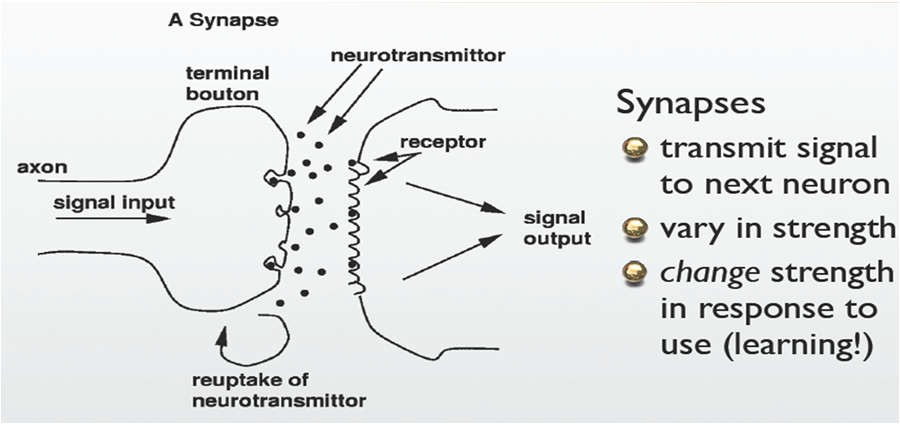 A Synapse
neurotransmittor
terminal
bouton
receptor
axon
signal input
signal
output
reuptake of
neurotransmittor
Synapses
transmit signal
to next neuron
vary in strength
change strength
in response to
use (learning!)